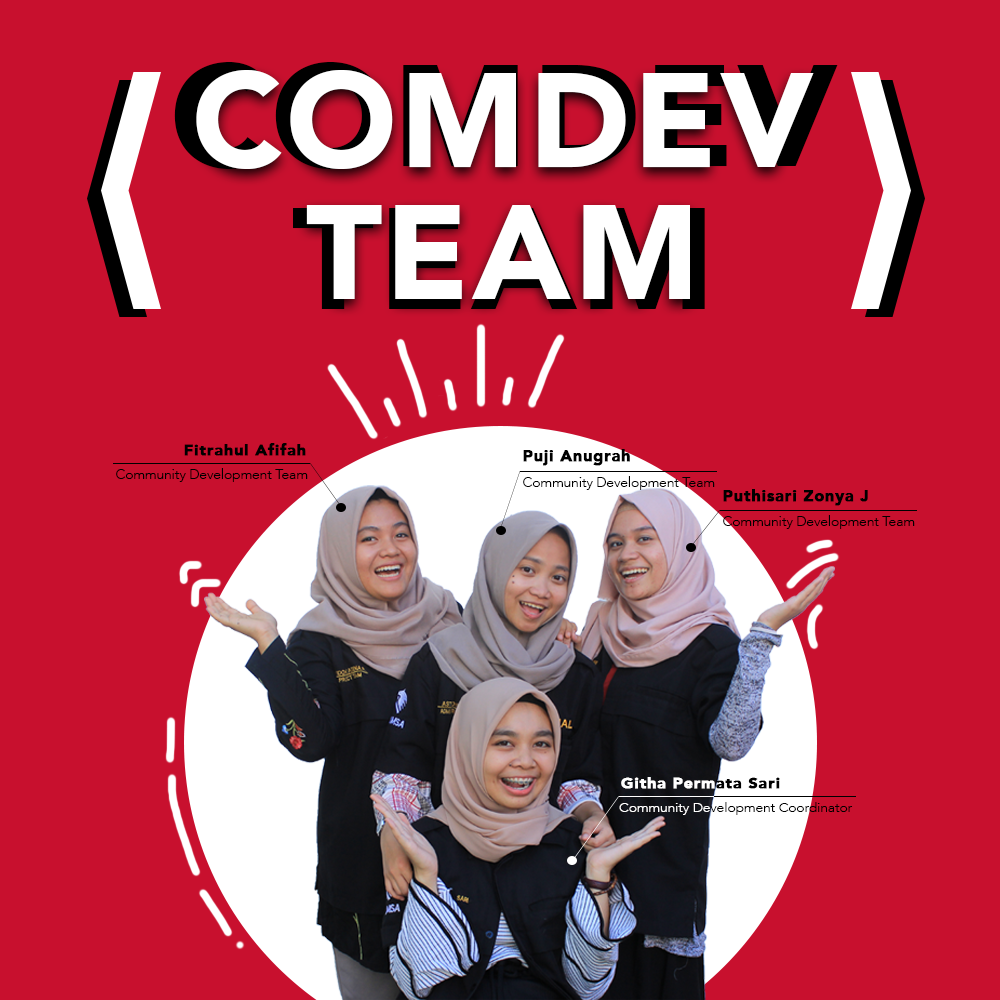 COMDEV
TEAM
Fitrahul Afifah
Community Development Team
Puji Anugrah
Community Development Team
Puthisari Zonya J
Community Development Team
Githa Permata Sari
Community Development Coordinator
SARI